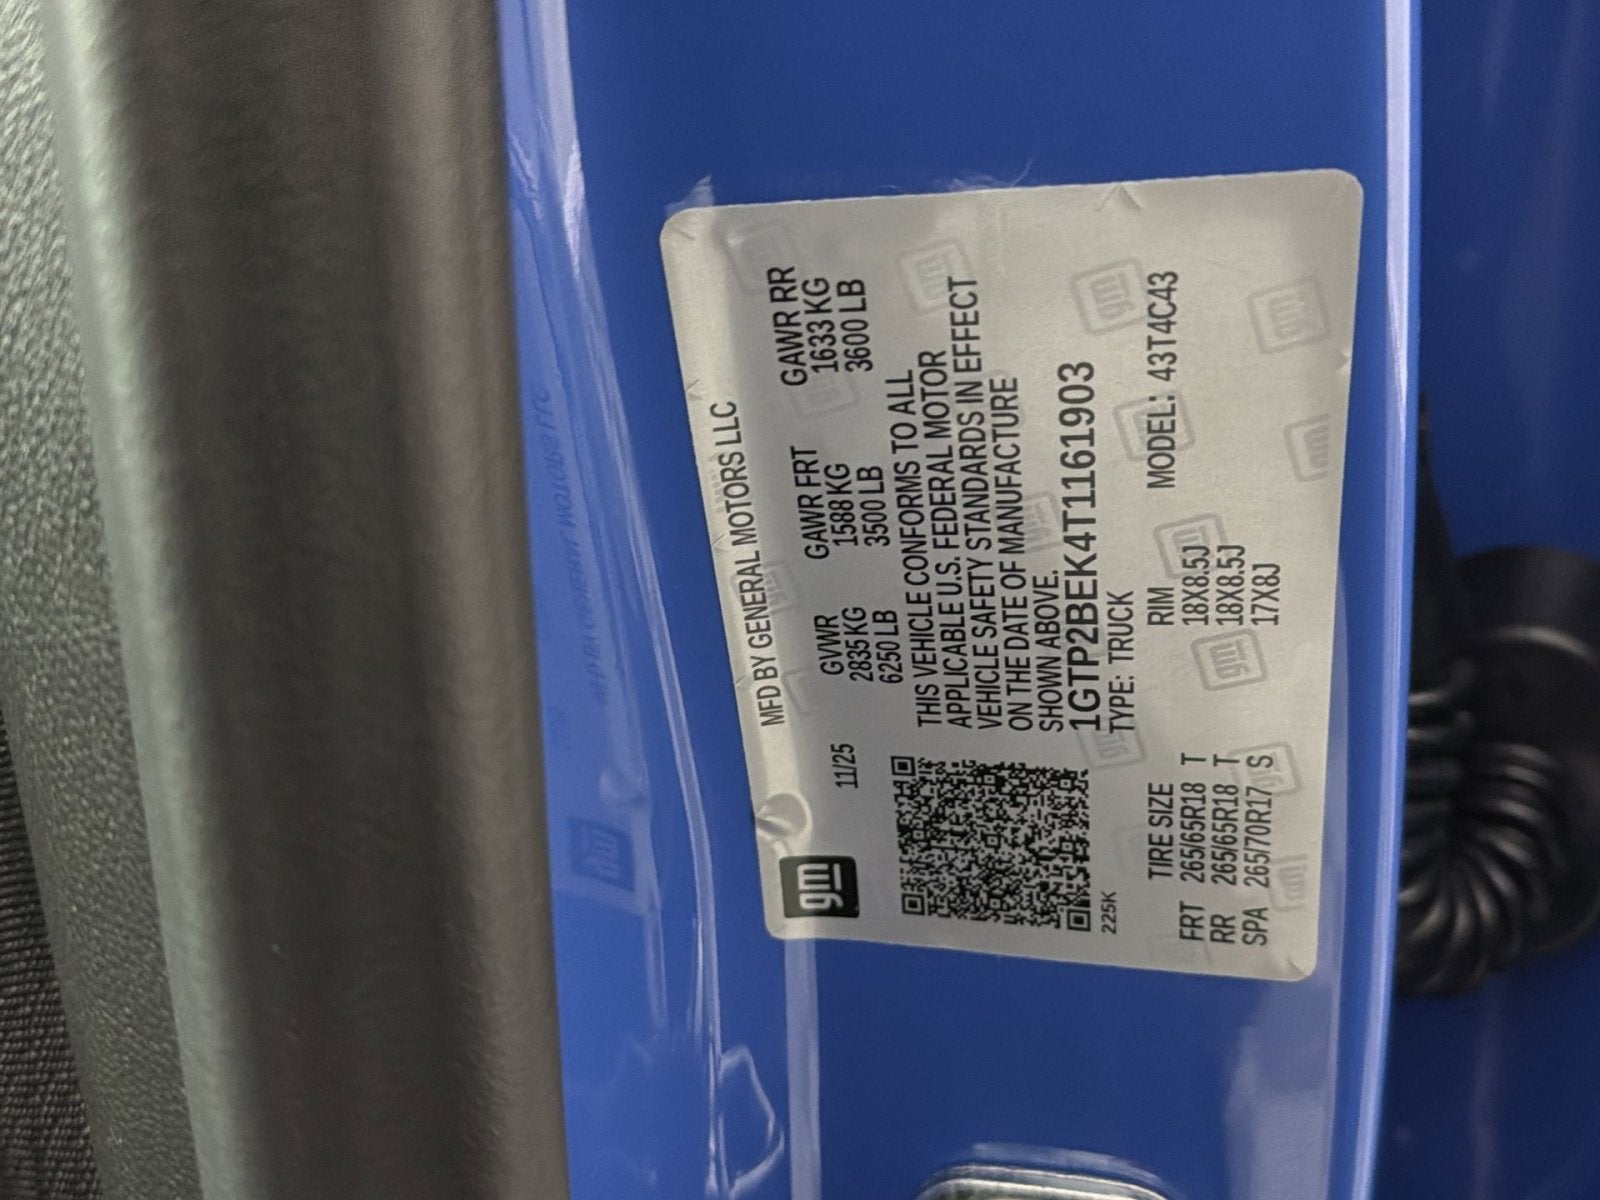 MFD BY GENERAL MOTORS LLC
gm
11/25
GVWR GAWR FRT GAWR RR
2835 KG 1588 KG 1633 KG
6250 LB 3500 LB 3600 LB
THIS VEHICLE CONFORMS TO ALL
APPLICABLE U.S. FEDERAL MOTOR
VEHICLE SAFETY STANDARDS IN EFFECT
ON THE DATE OF MANUFACTURE
SHOWN ABOVE.
1GTP2BEK4T1161903
225K
TYPE: TRUCK MODEL: 43T4C43
TIRE SIZE RIM
FRT 265/65R18 T 18X8.5J
RR 265/65R18 T 18X8.5J
SPA 265/70R17 S 17X8J